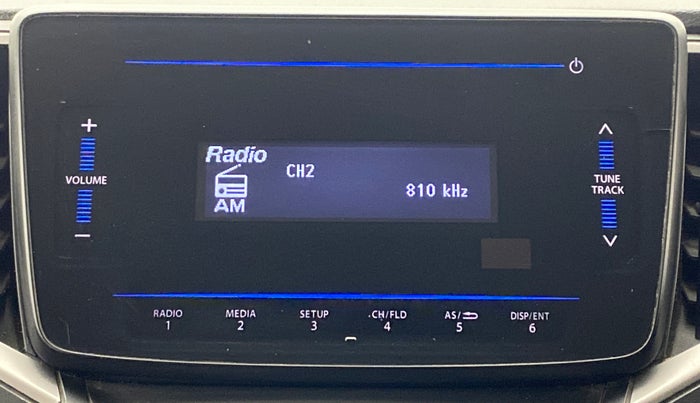 +
VOLUME
−
Radio
AM
CH2
810 kHz
TUNE
TRACK
RADIO
1
MEDIA
2
SETUP
3
CH/FLD
4
AS/
5
DISP/ENT
6